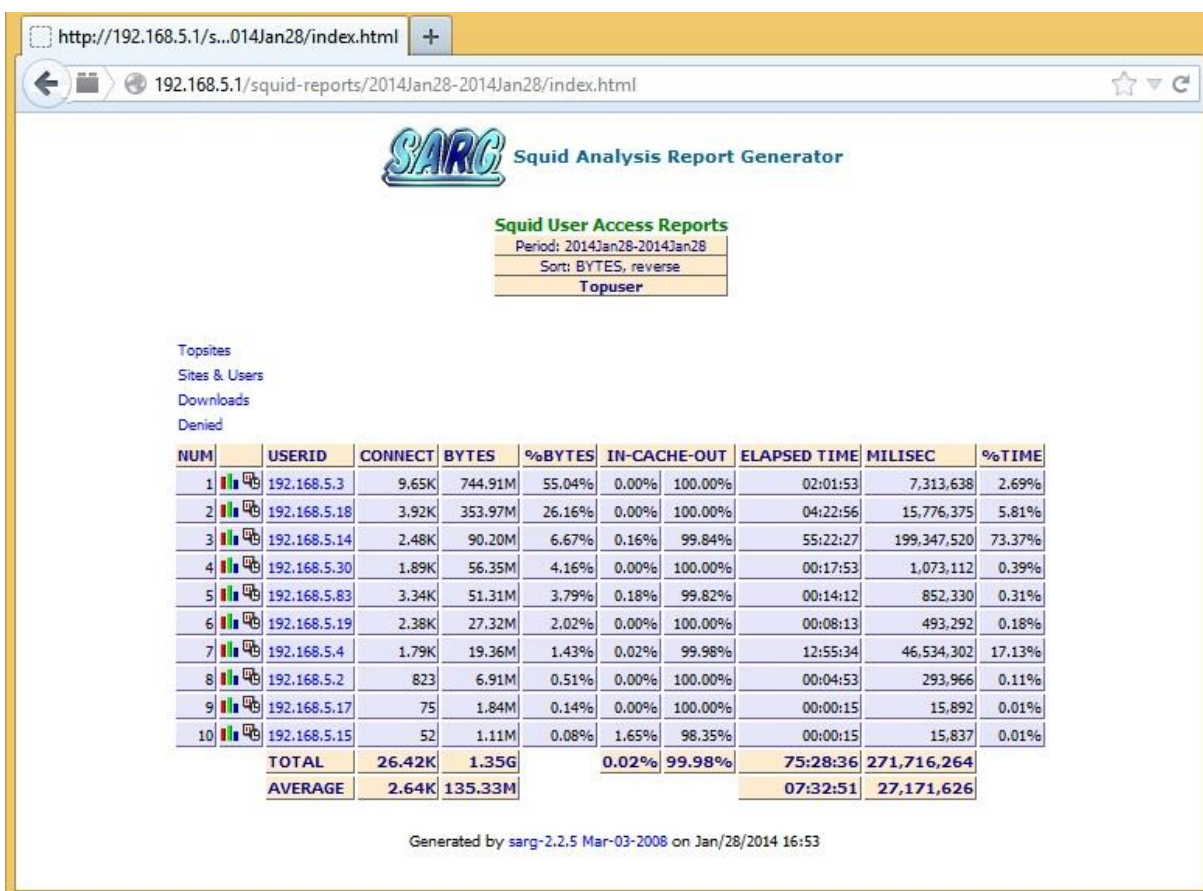 http://192.168.5.1/s...014Jan28/index.html +
192.168.5.1/squid-reports/2014Jan28-2014Jan28/index.html
SARG Squid Analysis Report Generator
Squid User Access Reports
Period: 2014Jan28-2014Jan28
Sort: BYTES, reverse
Topuser
Topsites
Sites & Users
Downloads
Denied
NUM USERID CONNECT BYTES %BYTES IN-CACHE-OUT ELAPSED TIME MILISEC %TIME
1 192.168.5.3 9.65K 744.91M 55.04% 0.00% 100.00% 02:01:53 7,313,638 2.69%
2 192.168.5.18 3.92K 353.97M 26.16% 0.00% 100.00% 04:22:56 15,776,375 5.81%
3 192.168.5.14 2.48K 90.20M 6.67% 0.16% 99.84% 55:22:27 199,347,520 73.37%
4 192.168.5.30 1.89K 56.35M 4.16% 0.00% 100.00% 00:17:53 1,073,112 0.39%
5 192.168.5.83 3.34K 51.31M 3.79% 0.18% 99.82% 00:14:12 852,330 0.31%
6 192.168.5.19 2.38K 27.32M 2.02% 0.00% 100.00% 00:08:13 493,292 0.18%
7 192.168.5.4 1.79K 19.36M 1.43% 0.02% 99.98% 12:55:34 46,534,302 17.13%
8 192.168.5.2 823 6.91M 0.51% 0.00% 100.00% 00:04:53 293,966 0.11%
9 192.168.5.17 75 1.84M 0.14% 0.00% 100.00% 00:00:15 15,892 0.01%
10 192.168.5.15 52 1.11M 0.08% 1.65% 98.35% 00:00:15 15,837 0.01%
TOTAL 26.42K 1.35G 0.02% 99.98% 75:28:36 271,716,264
AVERAGE 2.64K 135.33M 07:32:51 27,171,626
Generated by sarg-2.2.5 Mar-03-2008 on Jan/28/2014 16:53